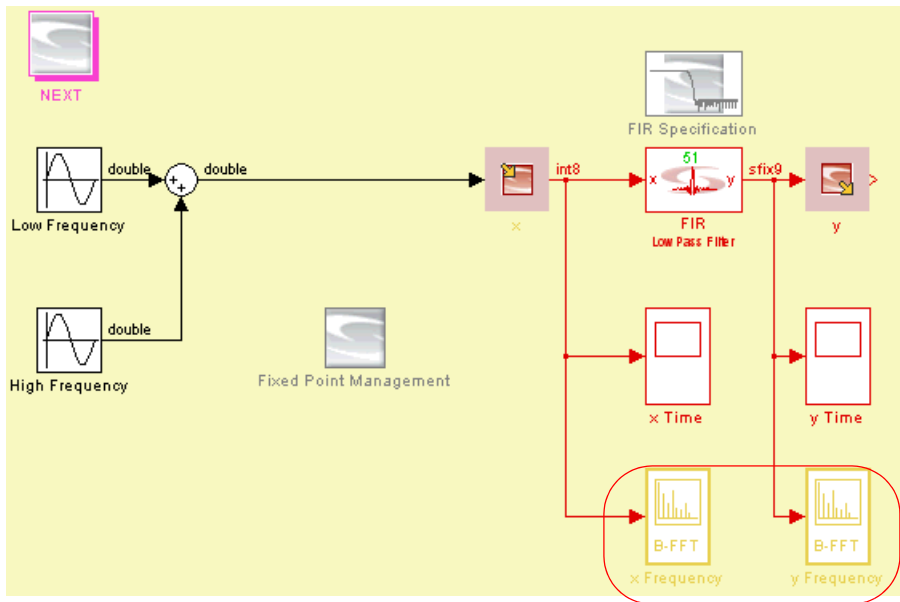 NEXT
FIR Specification
double
double
int8
51
x
y
sfix9
Low Frequency
x
FIR
Low Pass Filter
y
double
High Frequency
Fixed Point Management
x Time
y Time
B-FFT
B-FFT
x Frequency
y Frequency